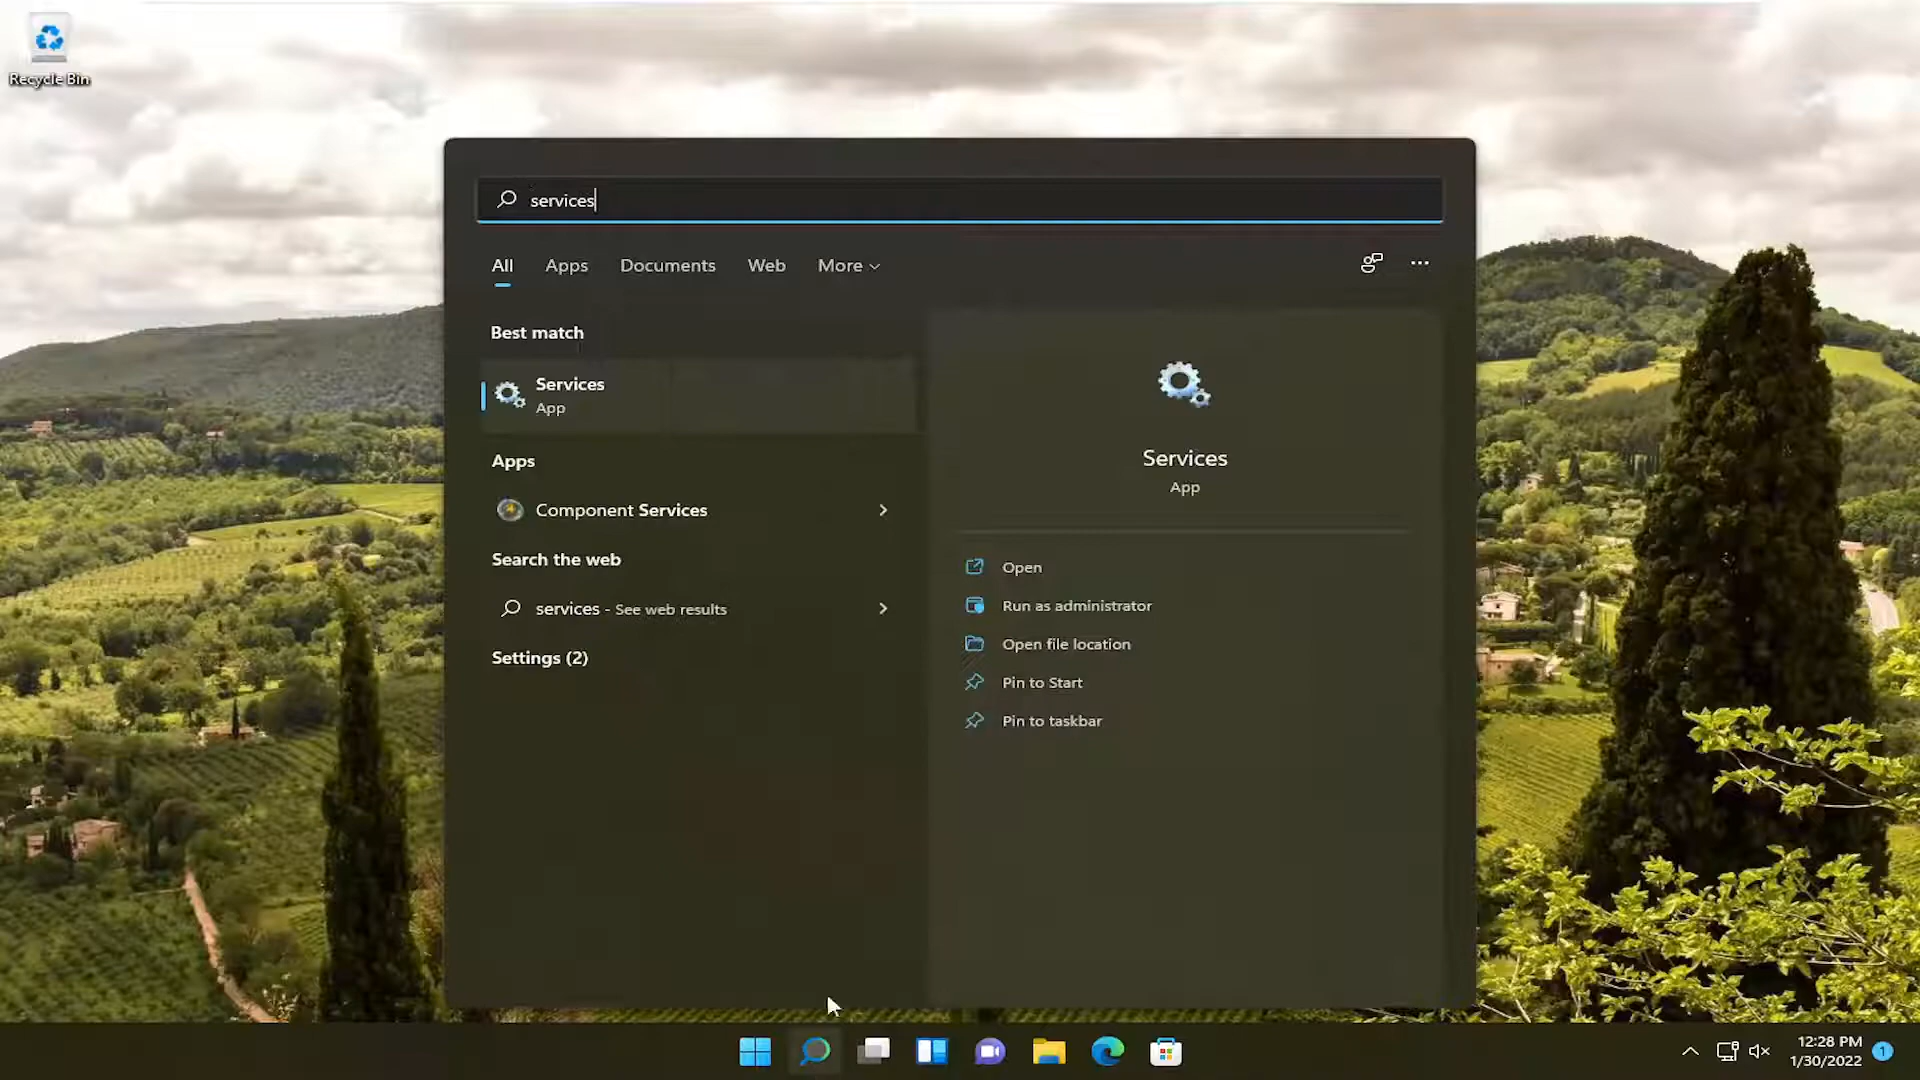 Recycle Bin
services
All Apps Documents Web More
Best match
Services
App
Apps
Component Services
Search the web
services - See web results
Settings (2)
Services
App
Open
Run as administrator
Open file location
Pin to Start
Pin to taskbar
12:28 PM
1/30/2022
1